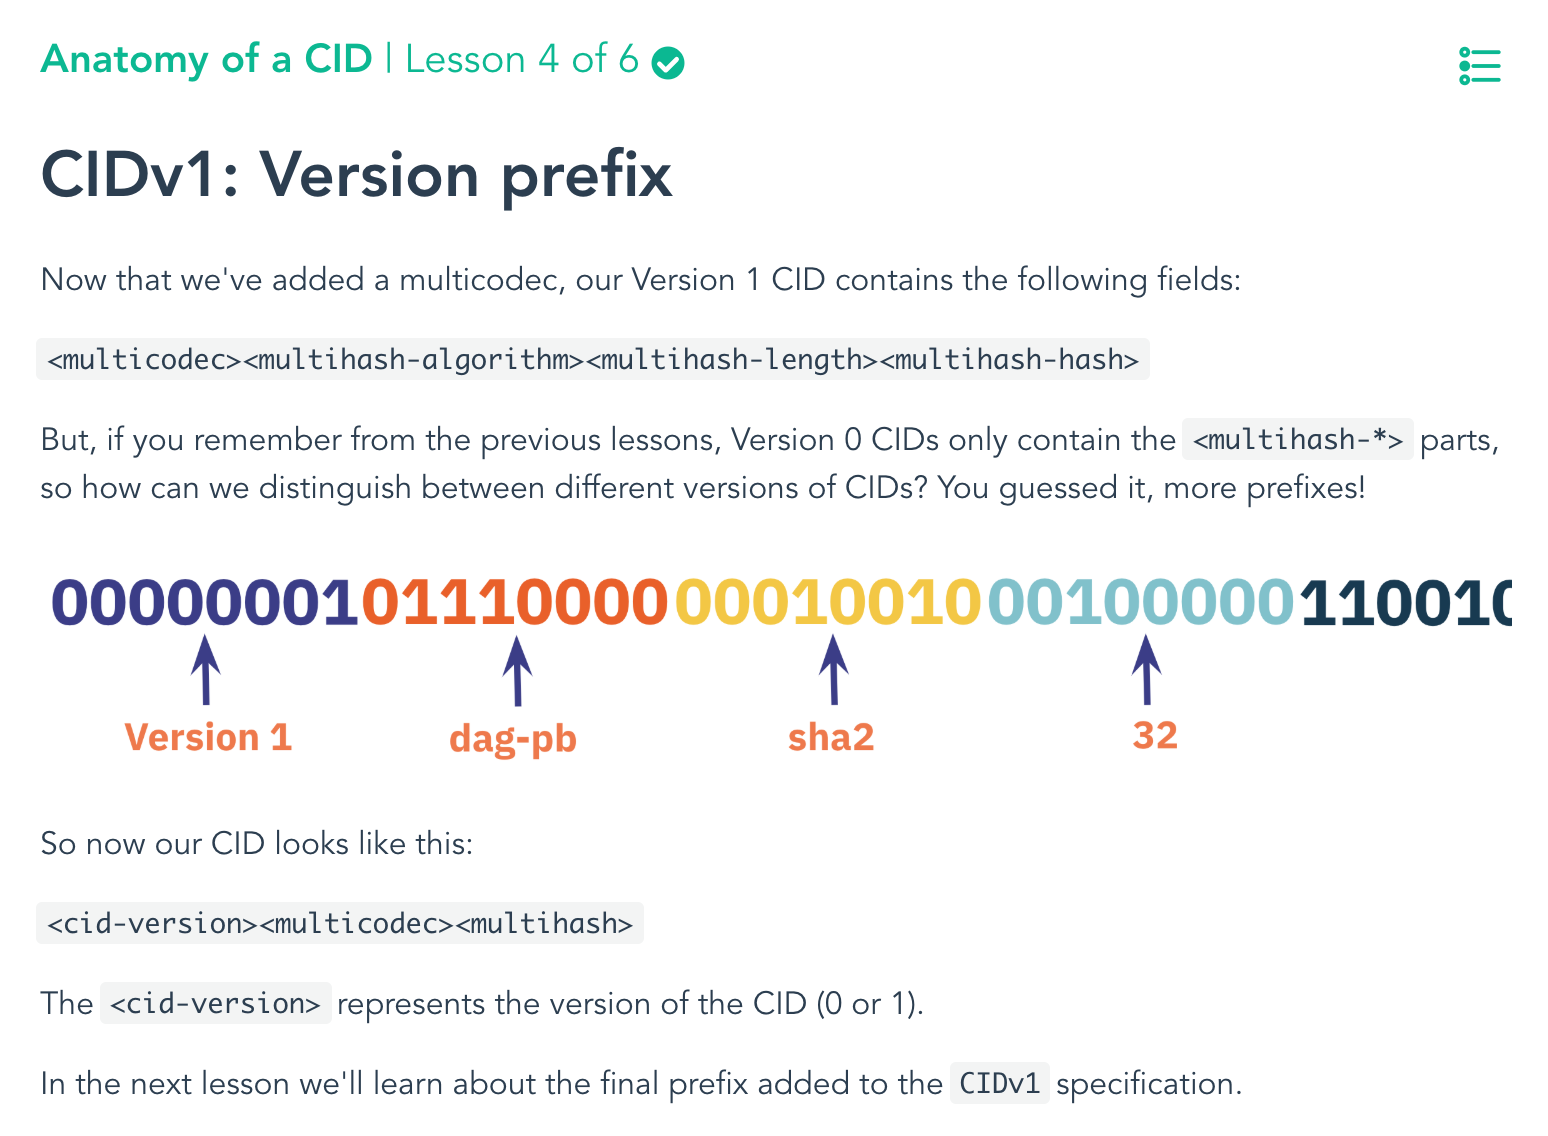 Anatomy of a CID | Lesson 4 of 6
CIDv1: Version prefix
Now that we've added a multicodec, our Version 1 CID contains the following fields:
<multicodec><multihash-algorithm><multihash-length><multihash-hash>
But, if you remember from the previous lessons, Version 0 CIDs only contain the <multihash-*> parts,
so how can we distinguish between different versions of CIDs? You guessed it, more prefixes!
00000001 01110000 00010010 00100000 110010
Version 1 dag-pb sha2 32
So now our CID looks like this:
<cid-version><multicodec><multihash>
The <cid-version> represents the version of the CID (0 or 1).
In the next lesson we'll learn about the final prefix added to the CIDv1 specification.